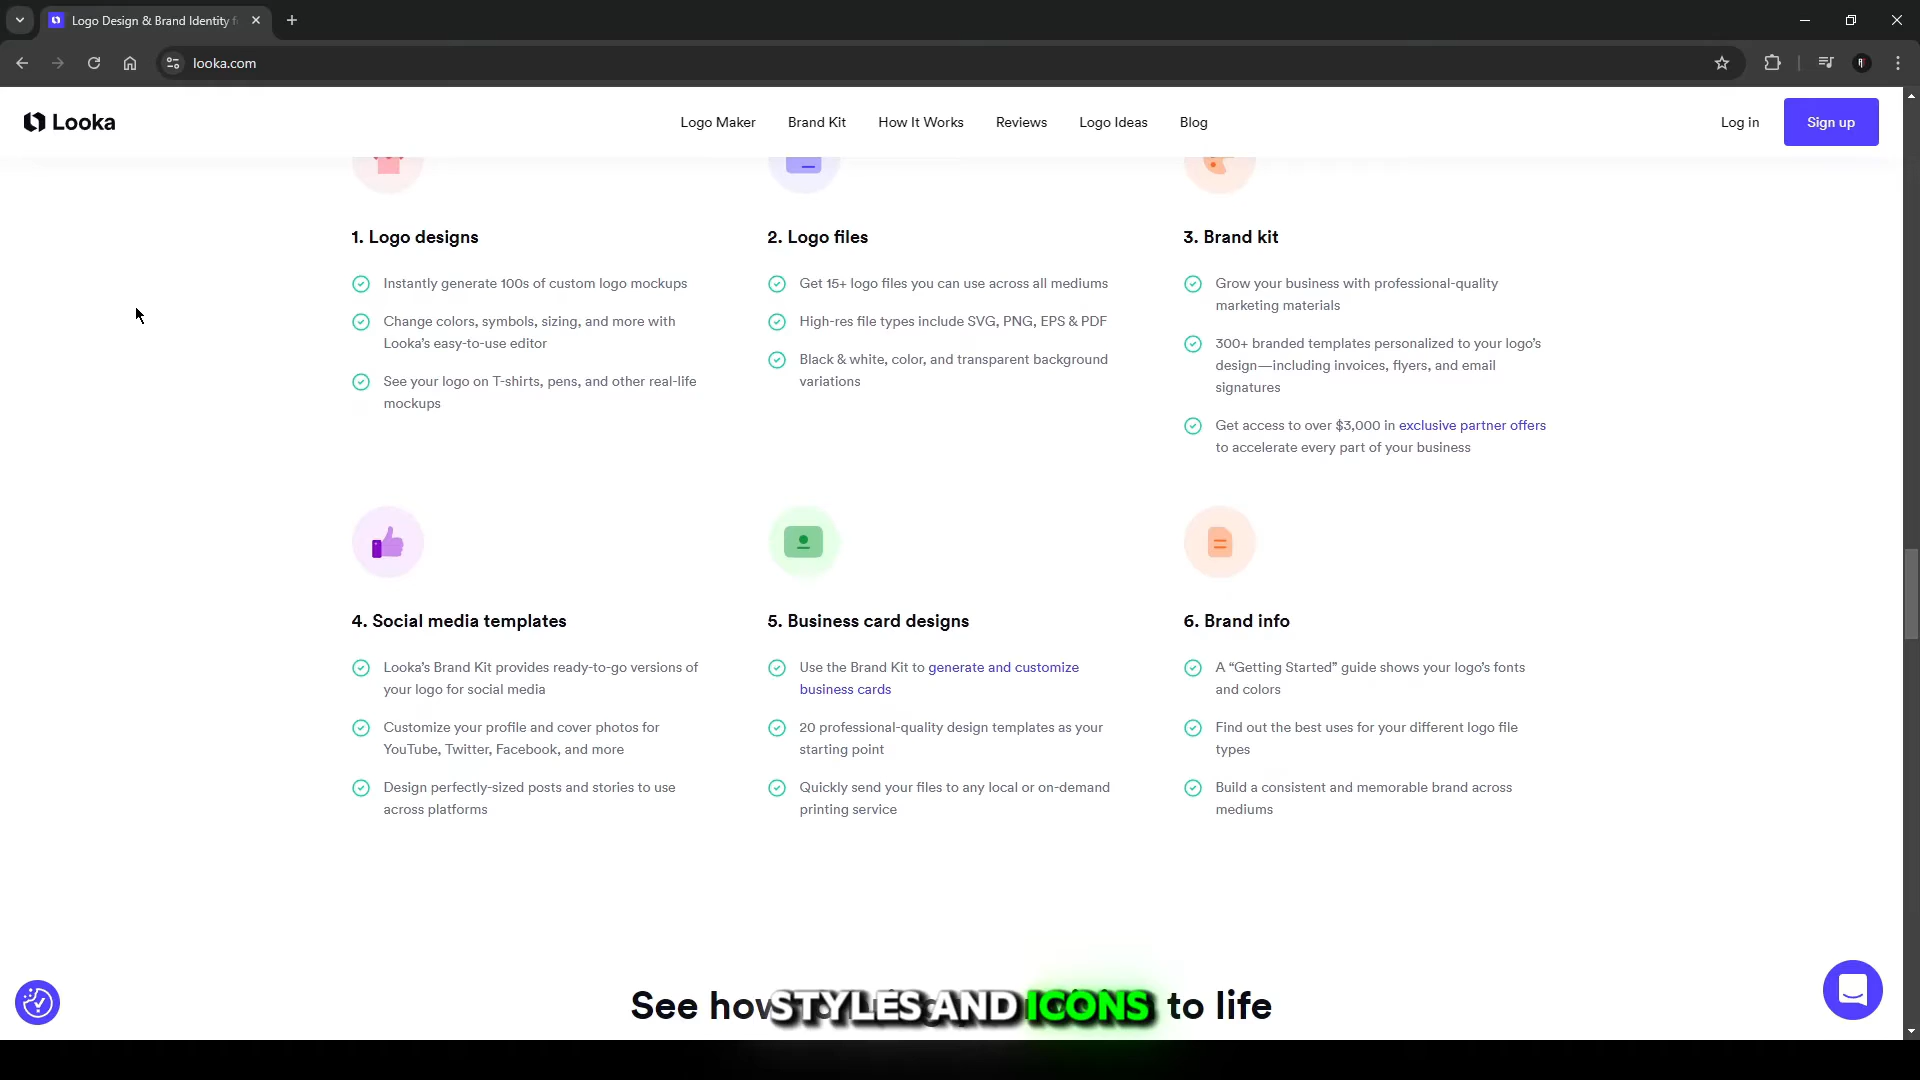 Logo Design & Brand Identity f
looka.com
Looka
Logo Maker
Brand Kit
How It Works
Reviews
Logo Ideas
Blog
Log in
Sign up
1. Logo designs
Instantly generate 100s of custom logo mockups
Change colors, symbols, sizing, and more with
Looka’s easy-to-use editor
See your logo on T-shirts, pens, and other real-life
mockups
2. Logo files
Get 15+ logo files you can use across all mediums
High-res file types include SVG, PNG, EPS & PDF
Black & white, color, and transparent background
variations
3. Brand kit
Grow your business with professional-quality
marketing materials
300+ branded templates personalized to your logo’s
design—including invoices, flyers, and email
signatures
Get access to over $3,000 in exclusive partner offers
to accelerate every part of your business
4. Social media templates
Looka’s Brand Kit provides ready-to-go versions of
your logo for social media
Customize your profile and cover photos for
YouTube, Twitter, Facebook, and more
Design perfectly-sized posts and stories to use
across platforms
5. Business card designs
Use the Brand Kit to generate and customize
business cards
20 professional-quality design templates as your
starting point
Quickly send your files to any local or on-demand
printing service
6. Brand info
A “Getting Started” guide shows your logo’s fonts
and colors
Find out the best uses for your different logo file
types
Build a consistent and memorable brand across
mediums
See how to life
STYLES AND ICONS